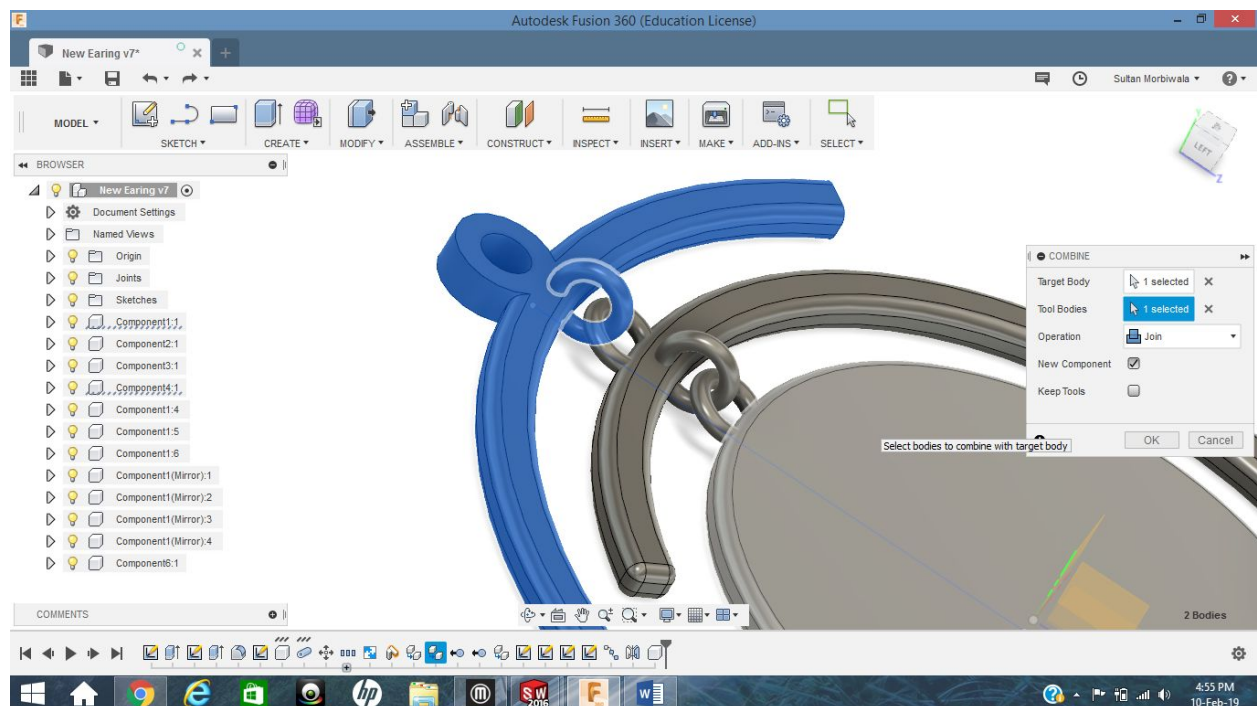 Autodesk Fusion 360 (Education License)
New Earing v7*
Sultan Morbiwala
MODEL
SKETCH
CREATE
MODIFY
ASSEMBLE
CONSTRUCT
INSPECT
INSERT
MAKE
ADD-INS
SELECT
BROWSER
New Earing v7
Document Settings
Named Views
Origin
Joints
Sketches
Component1:1
Component2:1
Component3:1
Component4:1
Component1:4
Component1:5
Component1:6
Component1(Mirror):1
Component1(Mirror):2
Component1(Mirror):3
Component1(Mirror):4
Component6:1
LEFT
Y
Z
COMBINE
Target Body 1 selected
Tool Bodies 1 selected
Operation Join
New Component
Keep Tools
OK Cancel
Select bodies to combine with target body
COMMENTS
2 Bodies
hp
SW
2016
F
W
4:55 PM
10-Feb-19